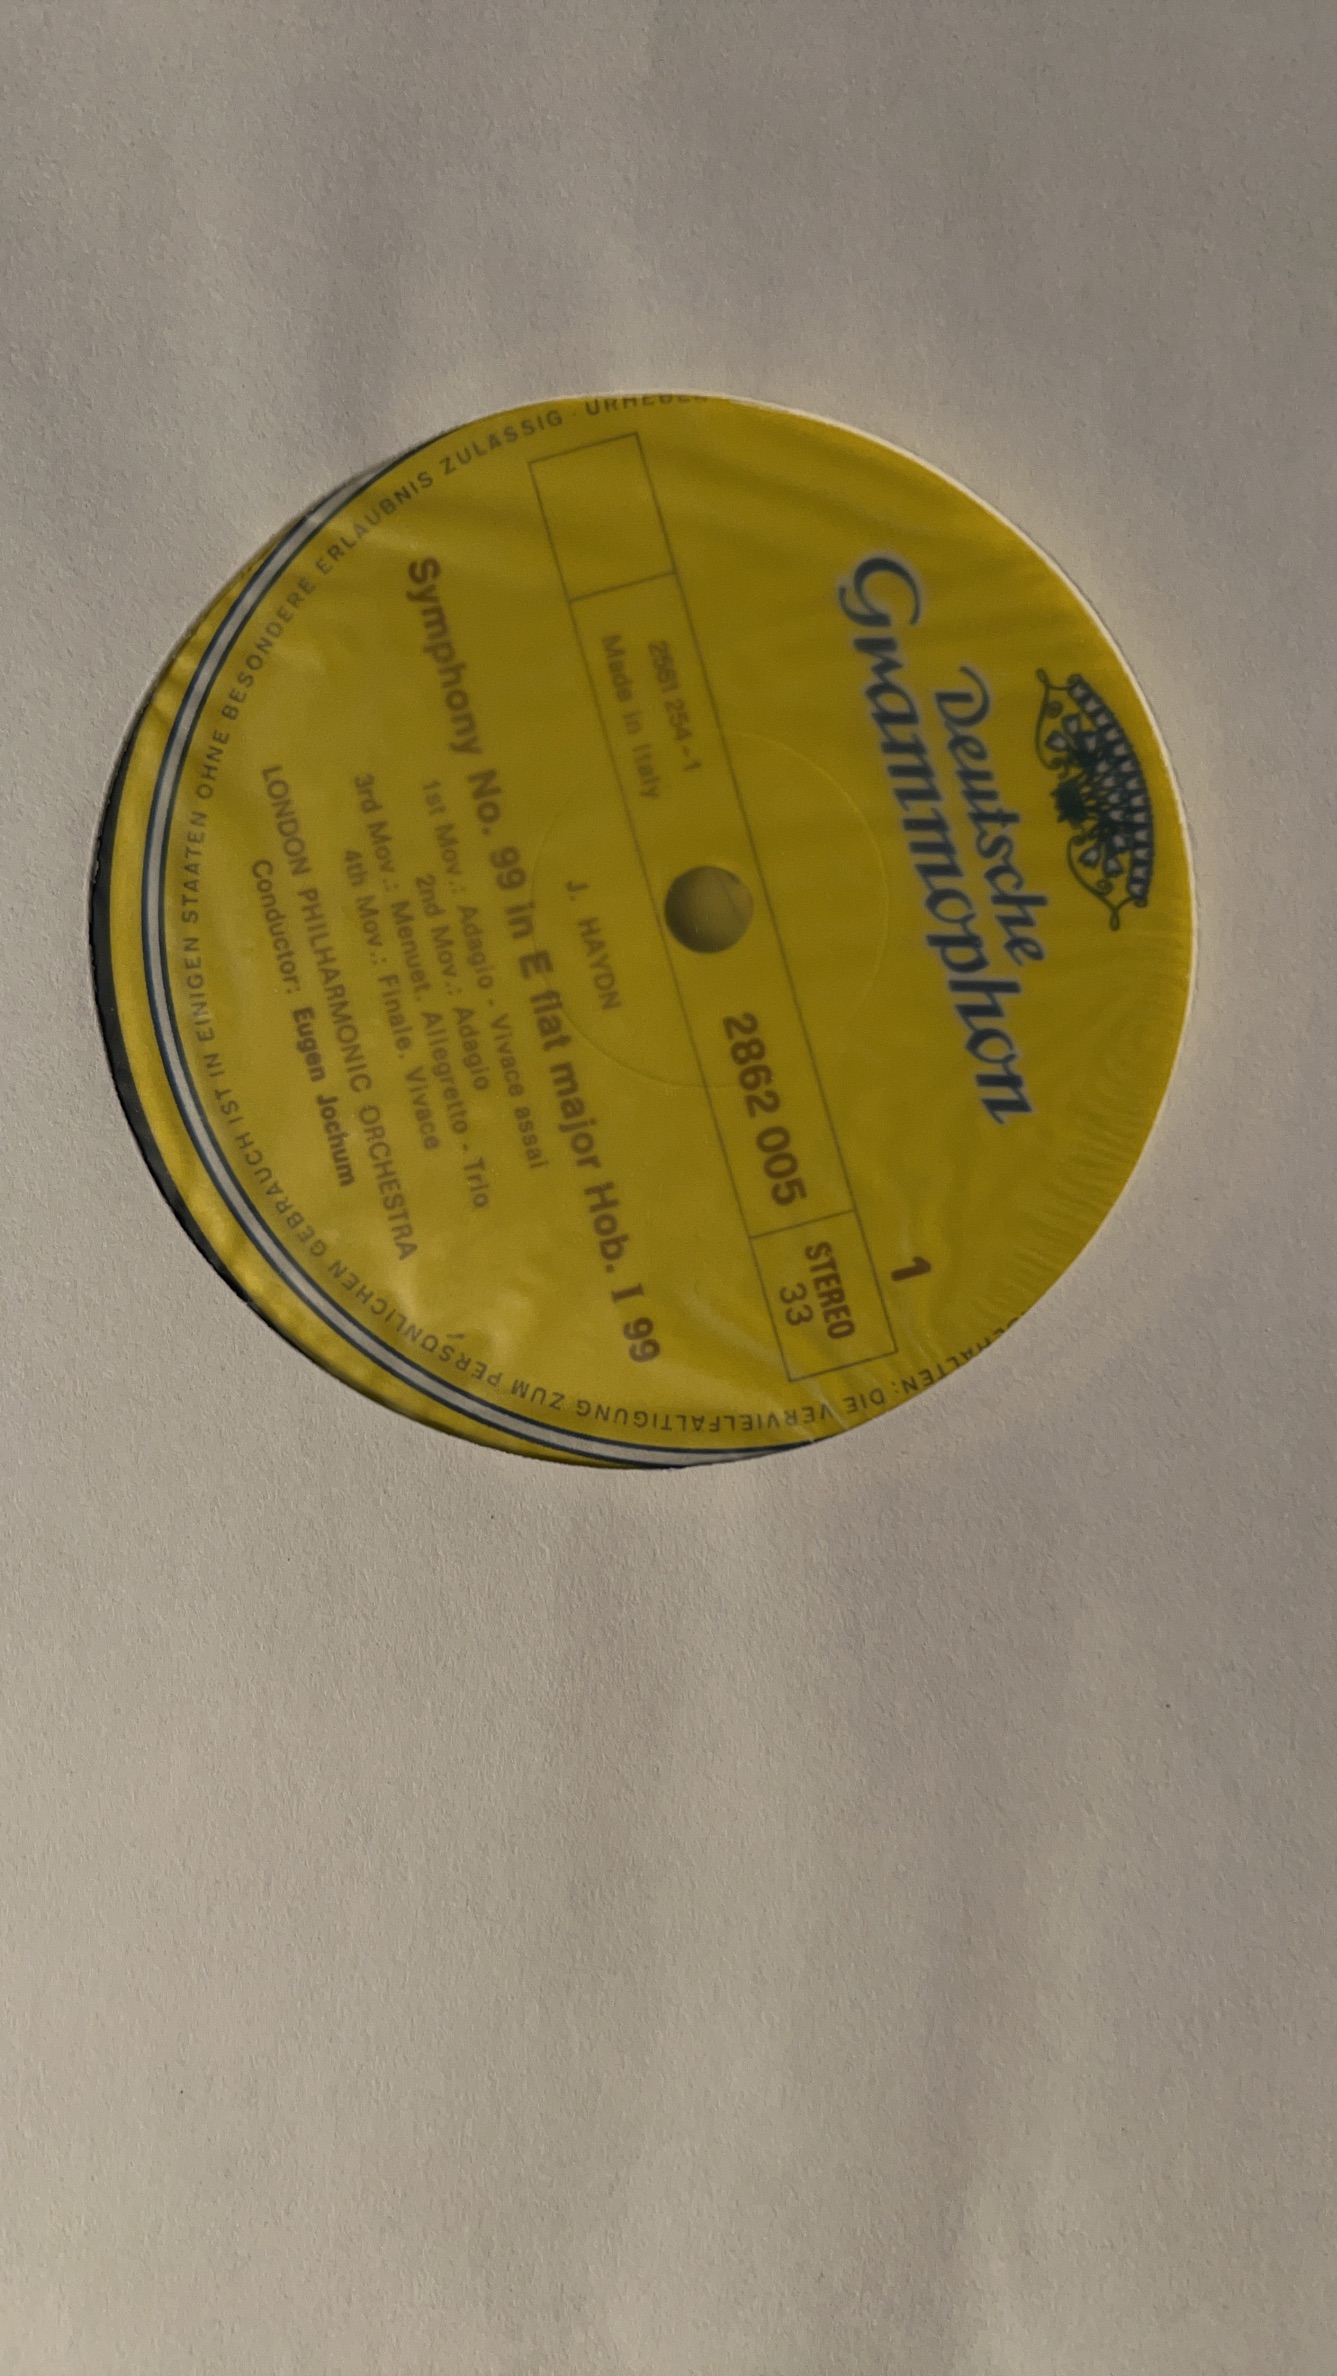 Deutsche
Grammophon
1
2862 005
STEREO
33
2561 254-1
Made in Italy
J. HAYDN
Symphony No. 99 in E flat major Hob. I 99
1st Mov.: Adagio - Vivace assai
2nd Mov.: Adagio
3rd Mov.: Menuet. Allegretto - Trio
4th Mov.: Finale. Vivace
LONDON PHILHARMONIC ORCHESTRA
Conductor: Eugen Jochum
DIE VERVIELFÄLTIGUNG ZUM PERSÖNLICHEN GEBRAUCH IST IN EINIGEN STAATEN OHNE BESONDERE ERLAUBNIS ZULÄSSIG ·